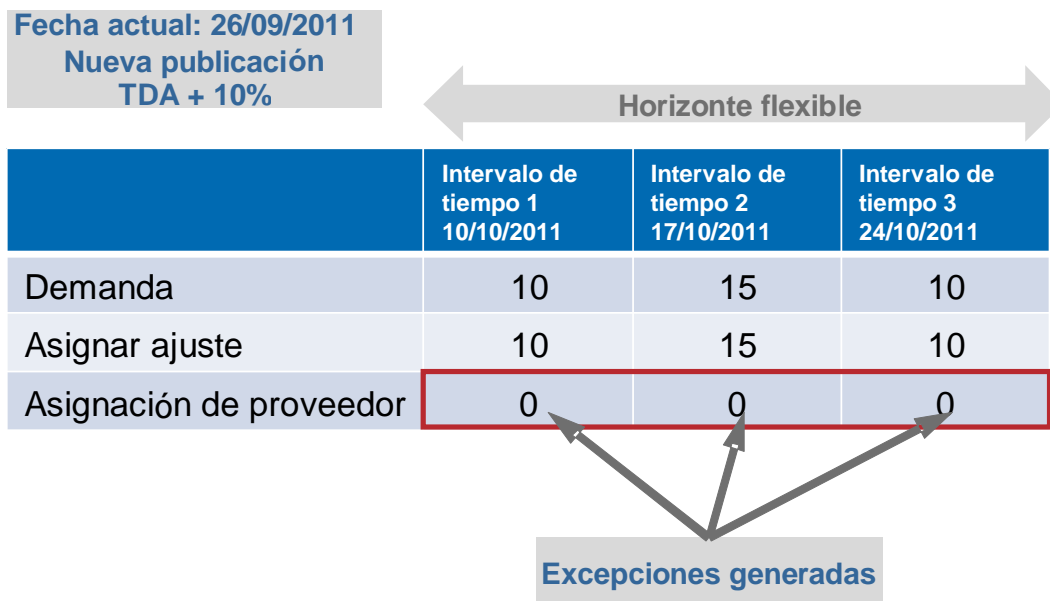 Fecha actual: 26/09/2011
Nueva publicación
TDA + 10%
Horizonte flexible
Intervalo de tiempo 1 10/10/2011
Intervalo de tiempo 2 17/10/2011
Intervalo de tiempo 3 24/10/2011
Demanda 10 15 10
Asignar ajuste 10 15 10
Asignación de proveedor 0 0 0
Excepciones generadas